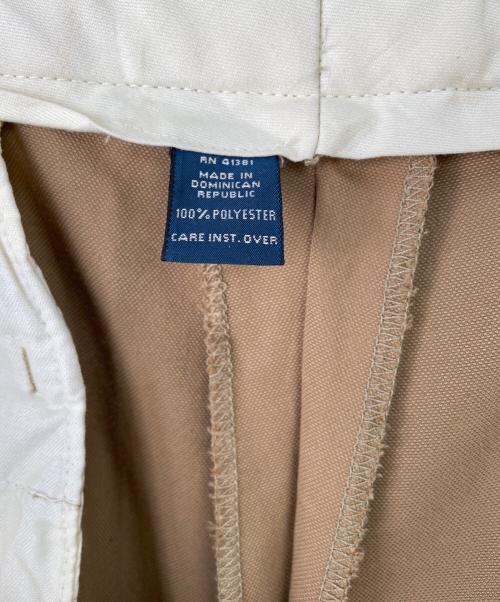 RN 41381
MADE IN
DOMINICAN
REPUBLIC
100% POLYESTER
CARE INST. OVER